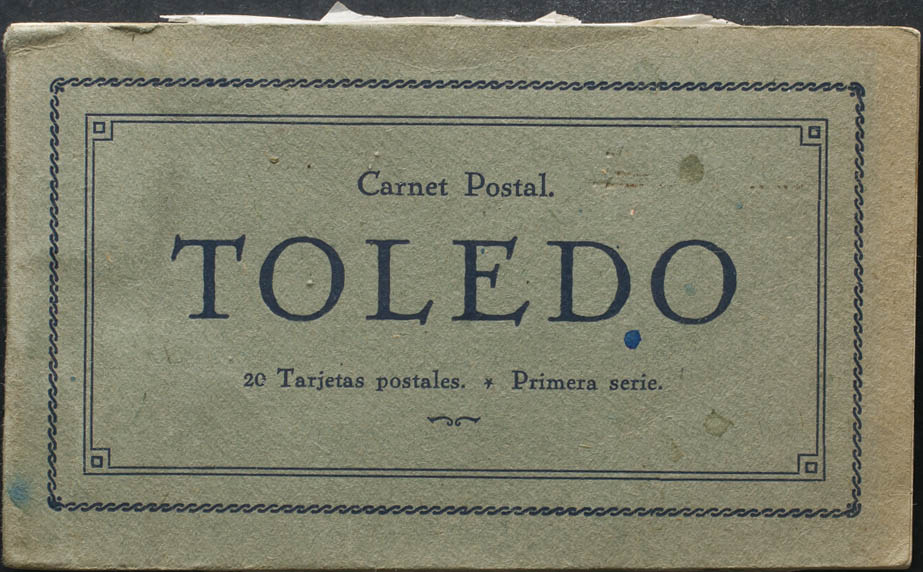 Carnet Postal.
TOLEDO
20 Tarjetas postales. * Primera serie.